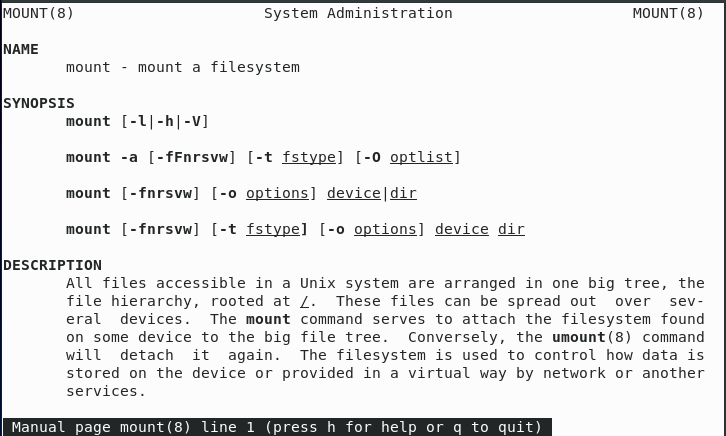 MOUNT(8)                     System Administration                    MOUNT(8)
NAME
       mount - mount a filesystem
SYNOPSIS
       mount [-l|-h|-V]
       mount -a [-fFnrsvw] [-t fstype] [-O optlist]
       mount [-fnrsvw] [-o options] device|dir
       mount [-fnrsvw] [-t fstype] [-o options] device dir
DESCRIPTION
       All files accessible in a Unix system are arranged in one big tree, the
       file hierarchy, rooted at /.  These files can be spread out  over  sev-
       eral  devices.  The mount command serves to attach the filesystem found
       on some device to the big file tree.  Conversely, the umount(8) command
       will  detach  it  again.  The filesystem is used to control how data is
       stored on the device or provided in a virtual way by network or another
       services.
 Manual page mount(8) line 1 (press h for help or q to quit)